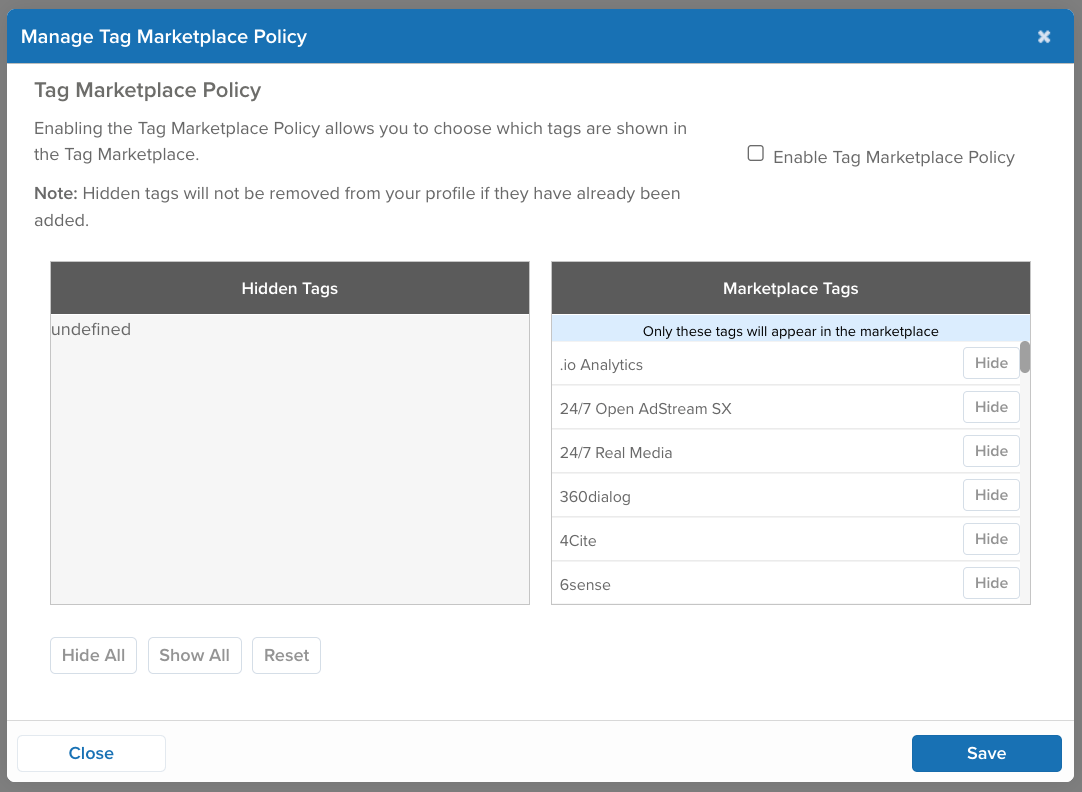 Manage Tag Marketplace Policy
Tag Marketplace Policy
Enabling the Tag Marketplace Policy allows you to choose which tags are shown in
the Tag Marketplace.
Enable Tag Marketplace Policy
Note: Hidden tags will not be removed from your profile if they have already been
added.
Hidden Tags
undefined
Marketplace Tags
Only these tags will appear in the marketplace
.io Analytics Hide
24/7 Open AdStream SX Hide
24/7 Real Media Hide
360dialog Hide
4Cite Hide
6sense Hide
Hide All Show All Reset
Close Save